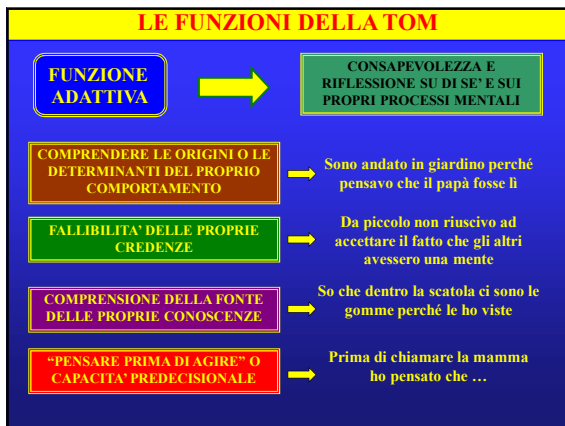 LE FUNZIONI DELLA TOM
FUNZIONE
ADATTIVA
CONSAPEVOLEZZA E
RIFLESSIONE SU DI SE' E SUI
PROPRI PROCESSI MENTALI
COMPRENDERE LE ORIGINI O LE
DETERMINANTI DEL PROPRIO
COMPORTAMENTO
Sono andato in giardino perché
pensavo che il papà fosse lì
FALLIBILITA' DELLE PROPRIE
CREDENZE
Da piccolo non riuscivo ad
accettare il fatto che gli altri
avessero una mente
COMPRENSIONE DELLA FONTE
DELLE PROPRIE CONOSCENZE
So che dentro la scatola ci sono le
gomme perché le ho viste
“PENSARE PRIMA DI AGIRE” O
CAPACITA' PREDECISIONALE
Prima di chiamare la mamma
ho pensato che …